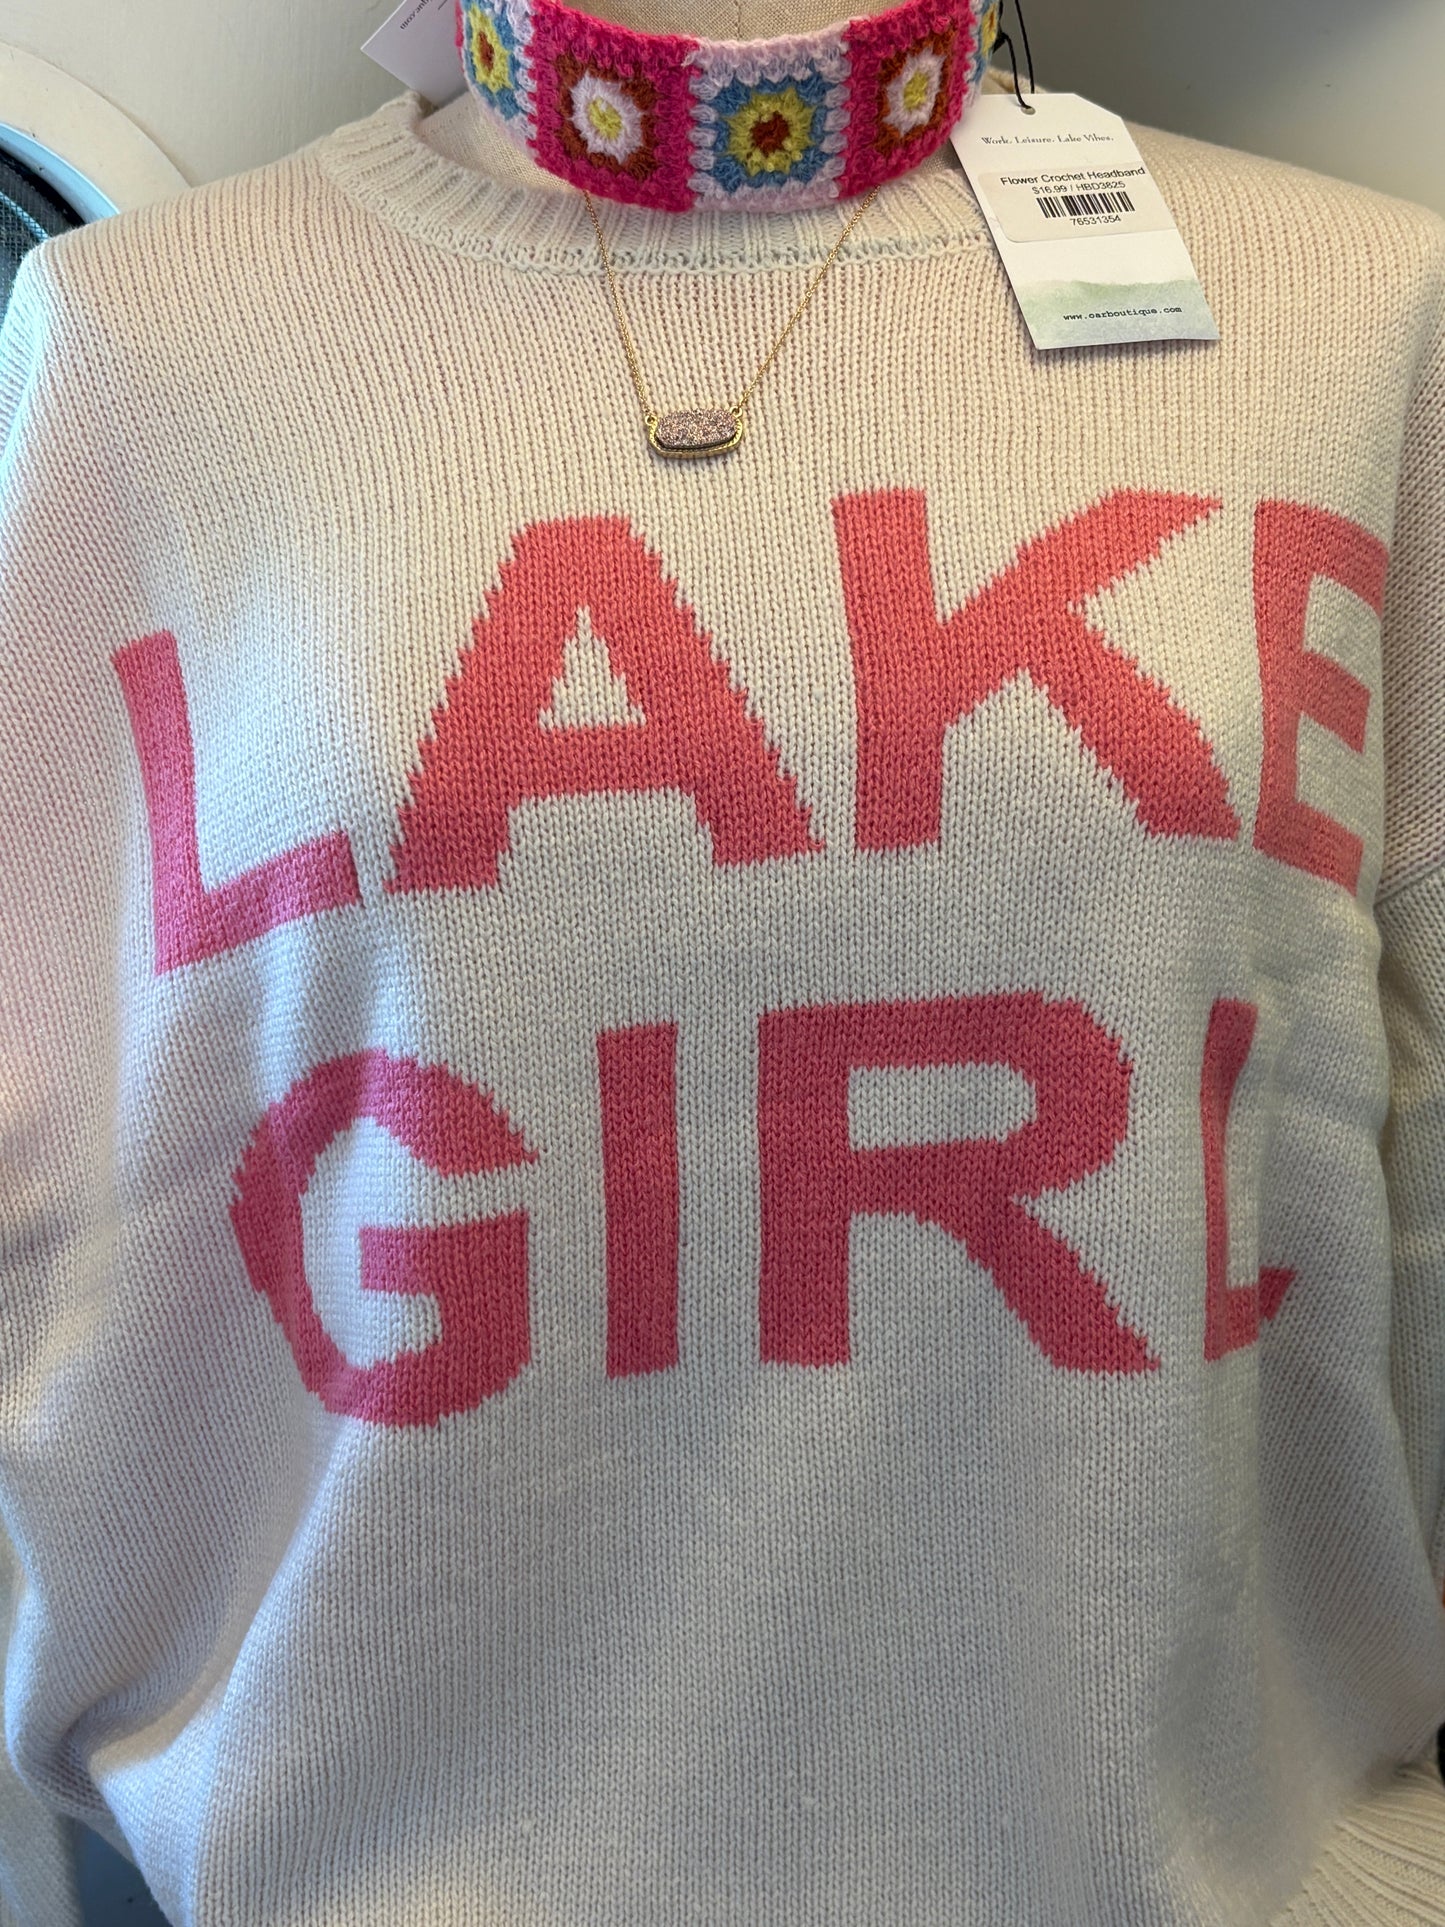 Work. Leisure. Lake Vibes.
Flower Crochet Headband
$16.99 / HBD3825
76531354
www.oarboutique.com
LAKE
GIRL